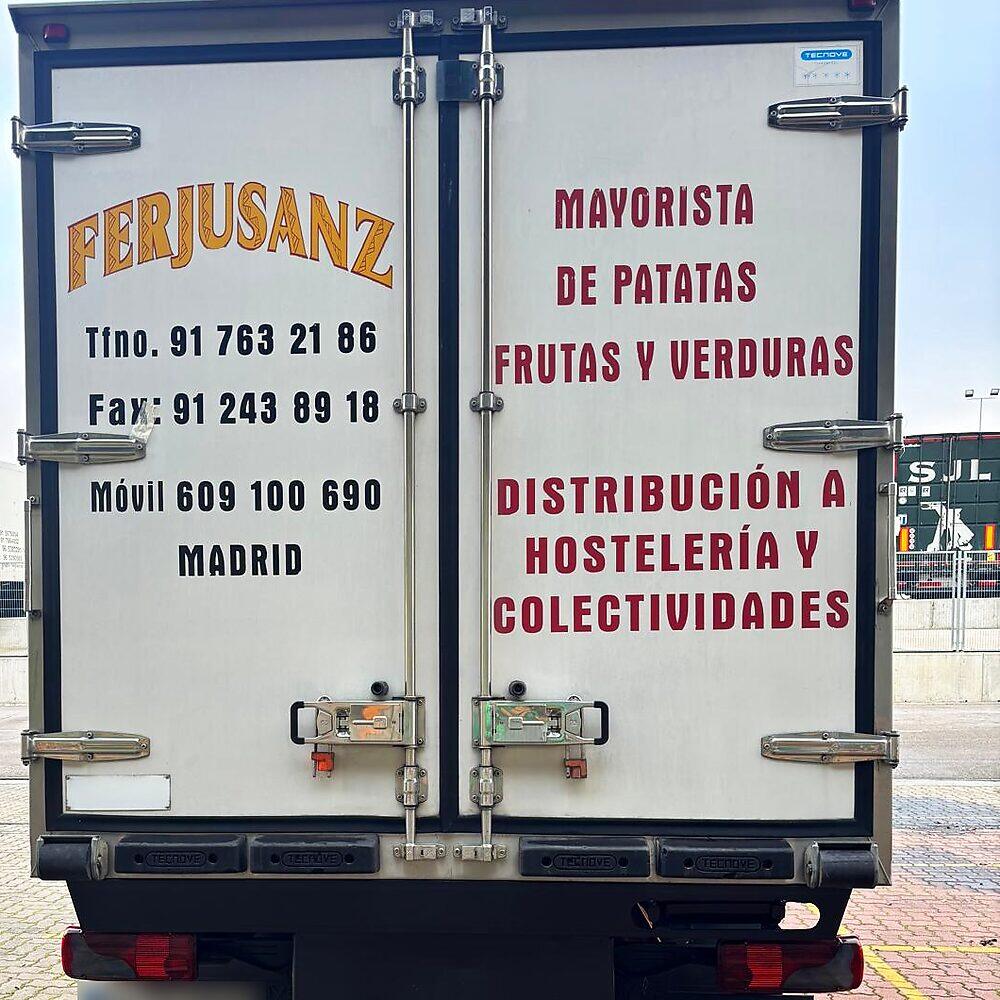 TECNOVE
FERJUSANZ
Tfno. 91 763 21 86
Fax: 91 243 89 18
Móvil 609 100 690
MADRID
MAYORISTA
DE PATATAS
FRUTAS Y VERDURAS
DISTRIBUCIÓN A
HOSTELERÍA Y
COLECTIVIDADES
SJL
TECNOVE
TECNOVE
TECNOVE
TECNOVE